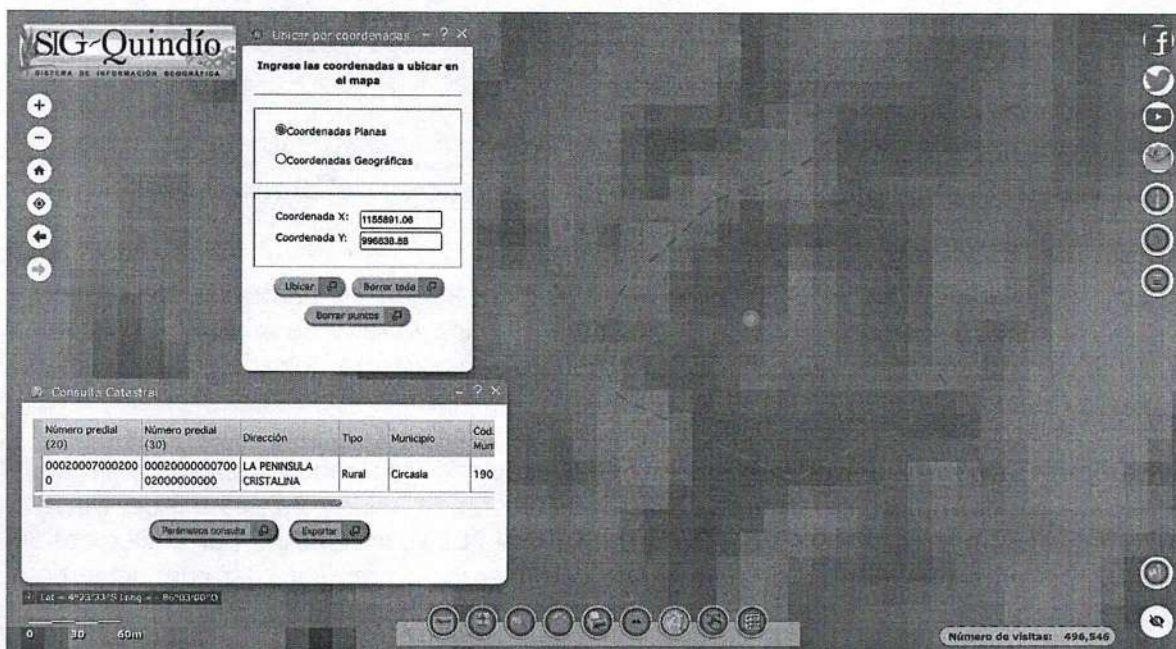 SIG-Quindío
SISTEMA DE INFORMACIÓN GEOGRÁFICA
Ubicar por coordenadas – ? X
Ingrese las coordenadas a ubicar en
el mapa
Coordenadas Planas
Coordenadas Geográficas
Coordenada X: 1155891.06
Coordenada Y: 996838.88
Ubicar
Borrar todo
Borrar puntos
Consulta Catastral – ? X
Número predial (20) Número predial (30) Dirección Tipo Municipio Cód. Muni
00020007000200 00020000000700 LA PENINSULA Rural Circasia 190
0 02000000000 CRISTALINA
Parámetros consulta
Exportar
0 30 60m
Número de visitas: 496,546